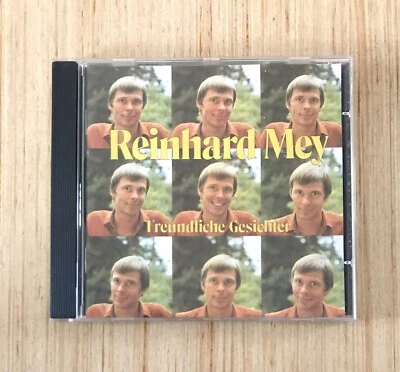 Reinhard Mey
Freundliche Gesichter